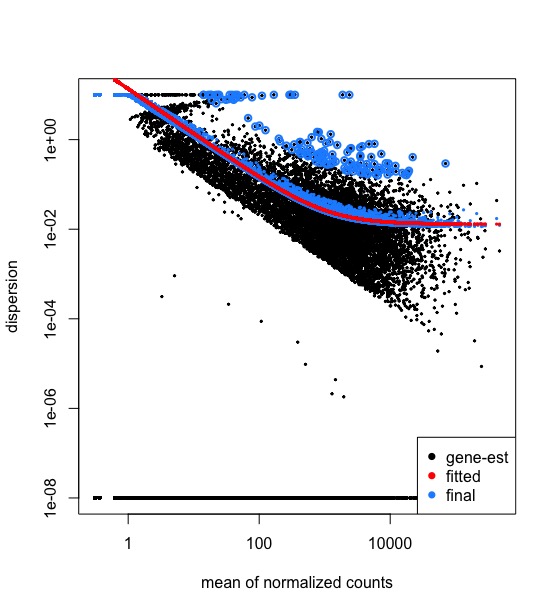 1e+00
1e-02
1e-04
1e-06
1e-08
dispersion
gene-est
fitted
final
1 100 10000
mean of normalized counts